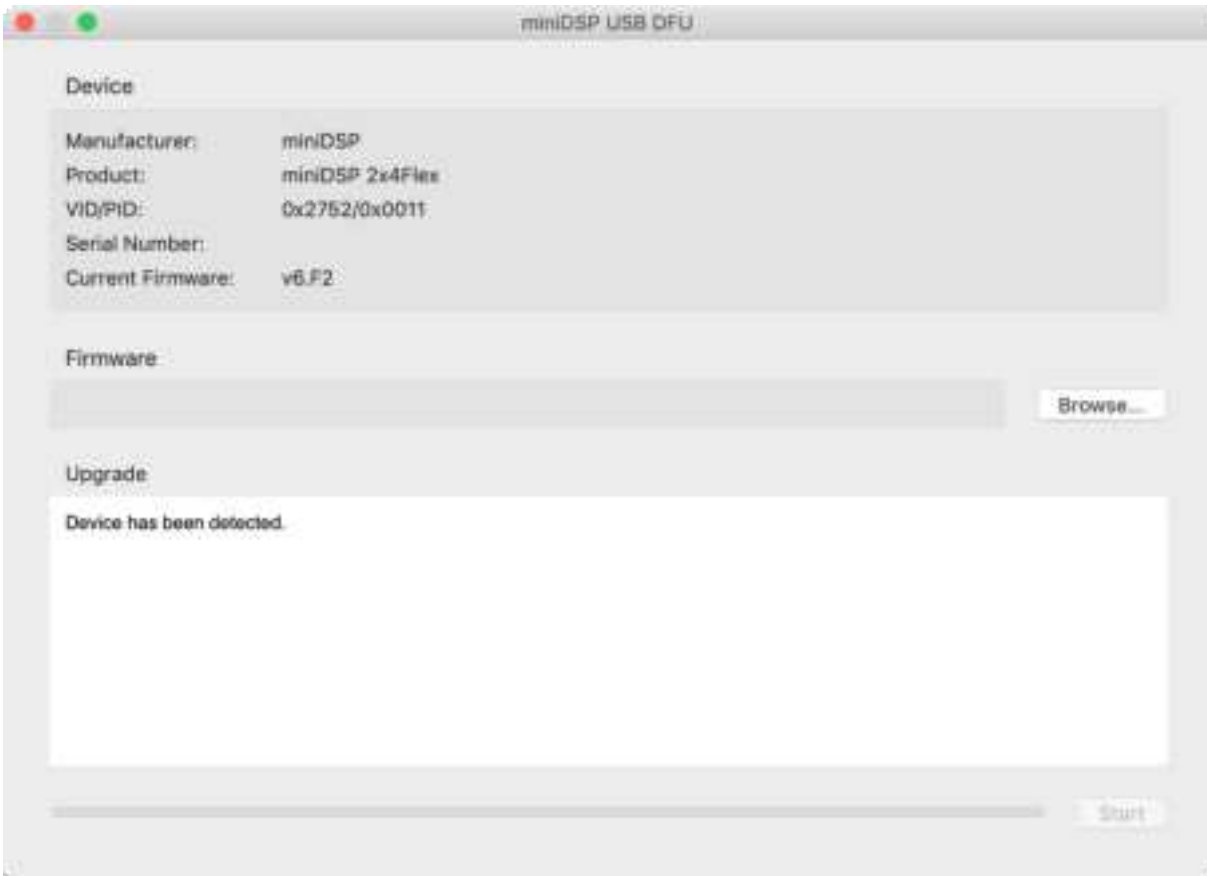 miniDSP USB DFU
Device
Manufacturer: miniDSP
Product: miniDSP 2x4Flex
VID/PID: 0x2752/0x0011
Serial Number:
Current Firmware: v6.F2
Firmware
Browse...
Upgrade
Device has been detected.
Start